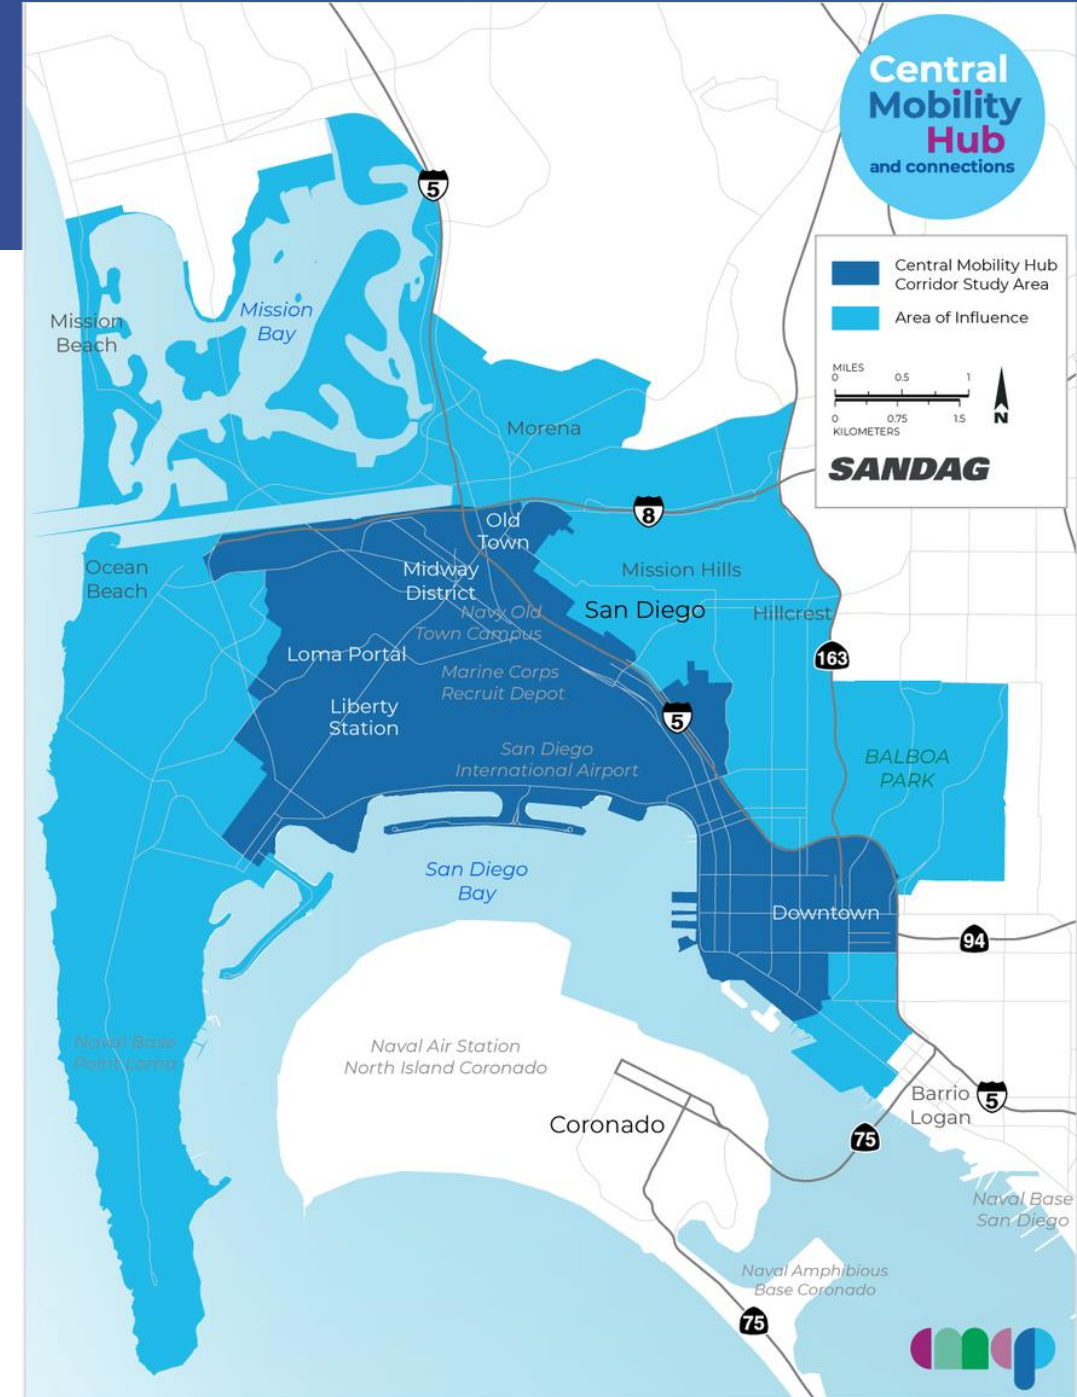 Central
Mobility
Hub
and connections
5
Central Mobility Hub
Corridor Study Area
Area of Influence
MILES
0 0.5 1
0 0.75 1.5
KILOMETERS
N
SANDAG
Mission
Beach
Mission
Bay
Morena
8
Old
Town
Ocean
Beach
Midway
District
Mission Hills
San Diego
Hillcrest
Navy Old
Town Campus
Loma Portal
163
Marine Corps
Recruit Depot
Liberty
Station
5
San Diego
International Airport
BALBOA
PARK
San Diego
Bay
Downtown
94
Naval Base
Point Loma
Naval Air Station
North Island Coronado
Coronado
Barrio
Logan
5
75
Naval Base
San Diego
Naval Amphibious
Base Coronado
75
cmcp